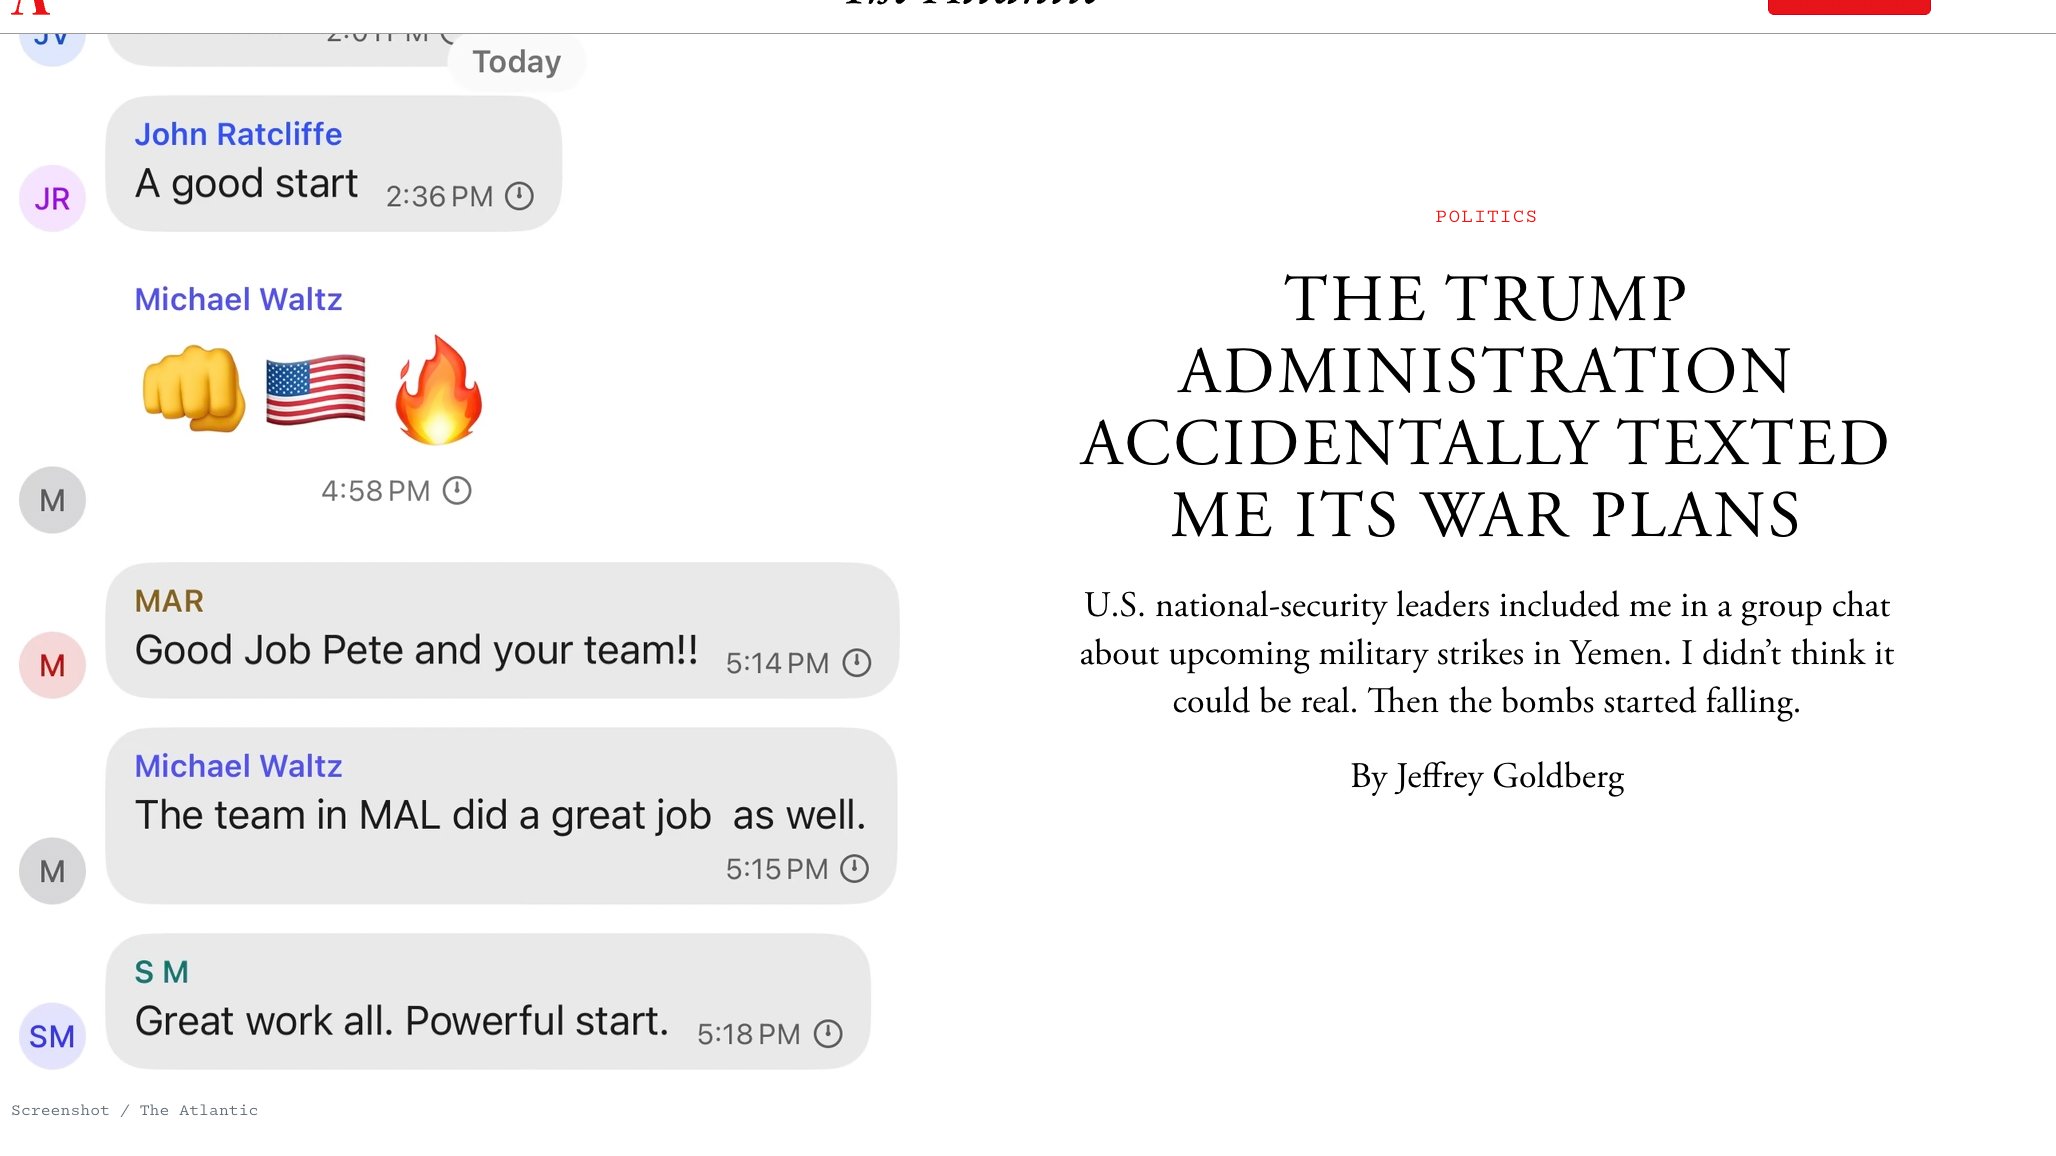 Today
John Ratcliffe
A good start 2:36 PM
JR
Michael Waltz
4:58 PM
M
MAR
Good Job Pete and your team!! 5:14 PM
M
Michael Waltz
The team in MAL did a great job as well.
5:15 PM
M
S M
Great work all. Powerful start. 5:18 PM
SM
Screenshot / The Atlantic
POLITICS
THE TRUMP
ADMINISTRATION
ACCIDENTALLY TEXTED
ME ITS WAR PLANS
U.S. national-security leaders included me in a group chat
about upcoming military strikes in Yemen. I didn’t think it
could be real. Then the bombs started falling.
By Jeffrey Goldberg